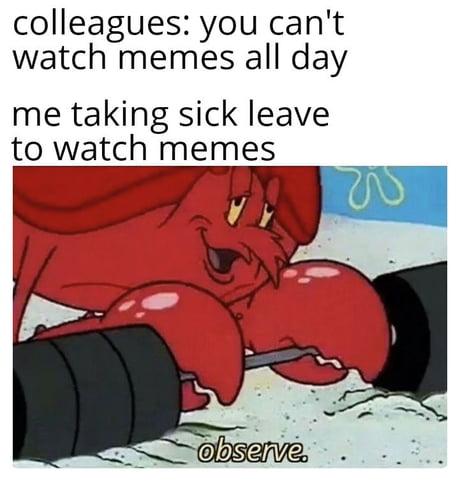 colleagues: you can't
watch memes all day
me taking sick leave
to watch memes
observe.